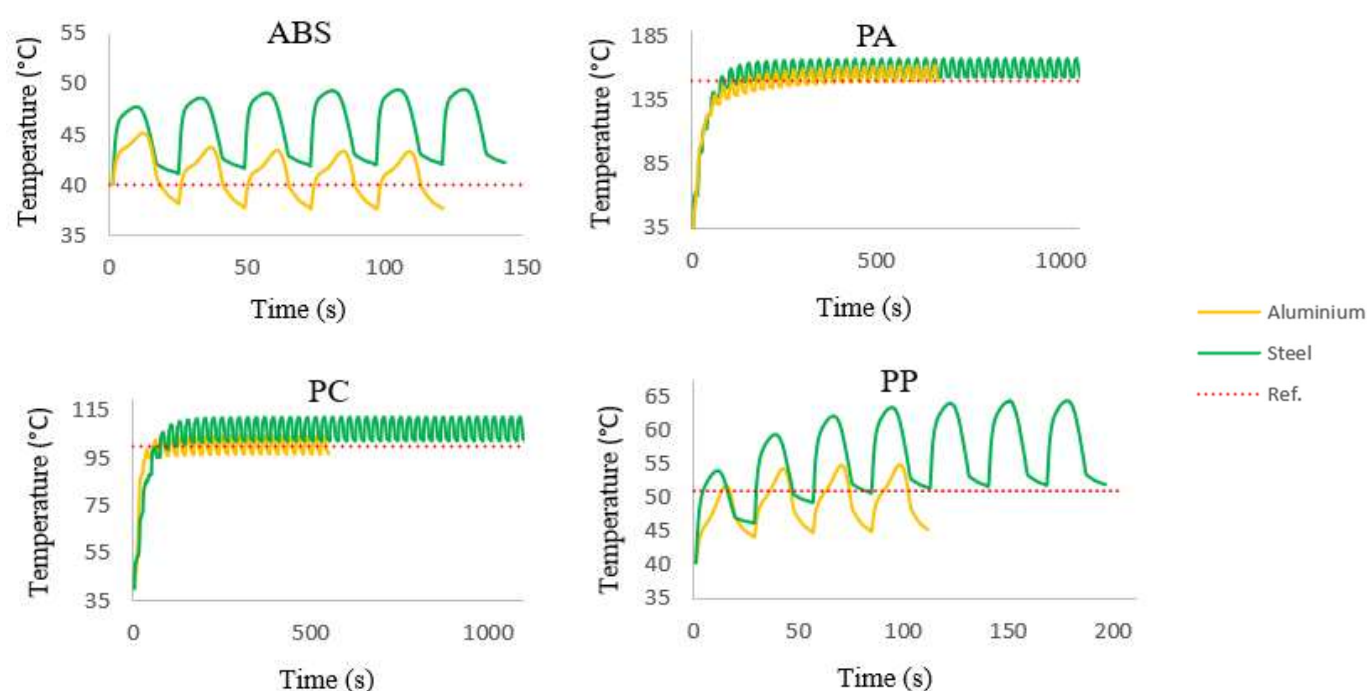 ABS
Temperature (°C)
55
50
45
40
35
0
50
100
150
Time (s)
PA
Temperature (°C)
185
135
85
35
0
500
1000
Time (s)
Aluminium
Steel
Ref.
PC
Temperature (°C)
115
95
75
55
35
0
500
1000
Time (s)
PP
Temperature (°C)
65
60
55
50
45
40
35
0
50
100
150
200
Time (s)